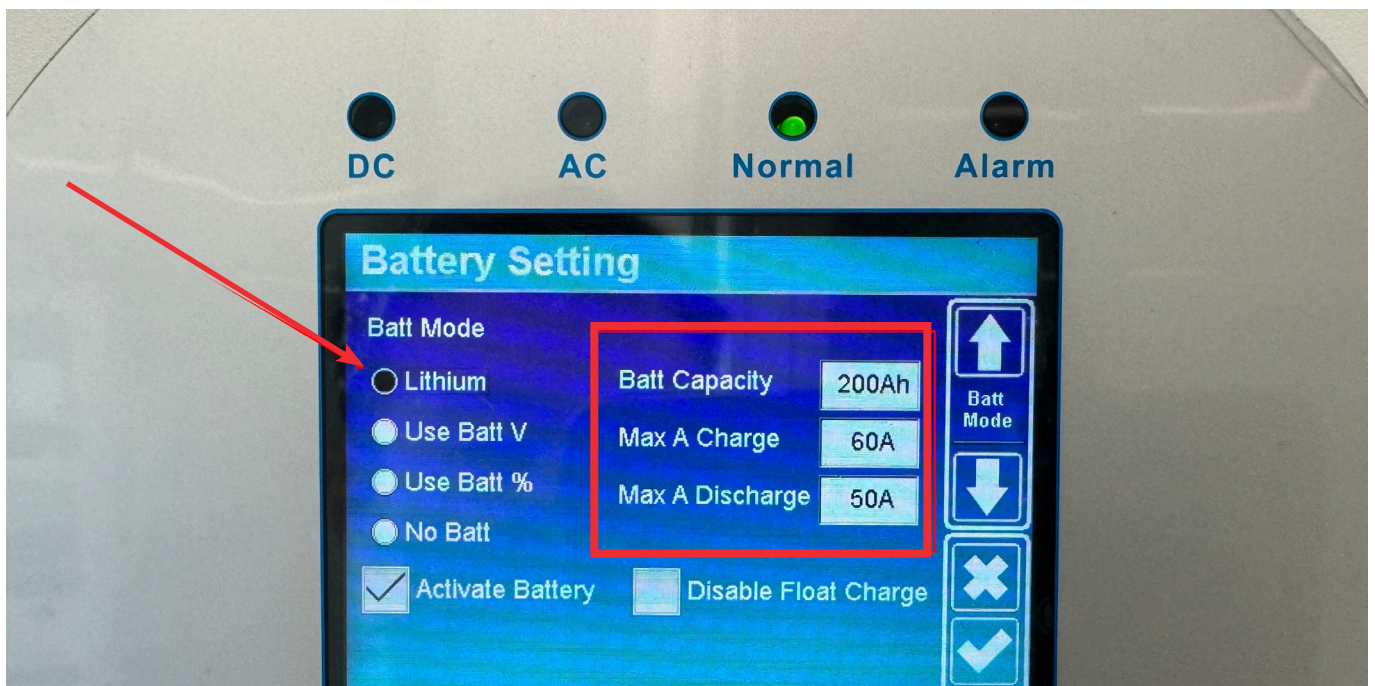 DC AC Normal Alarm
Battery Setting
Batt Mode
Lithium
Use Batt V
Use Batt %
No Batt
Batt Capacity 200Ah
Max A Charge 60A
Max A Discharge 50A
Activate Battery
Disable Float Charge
Batt
Mode